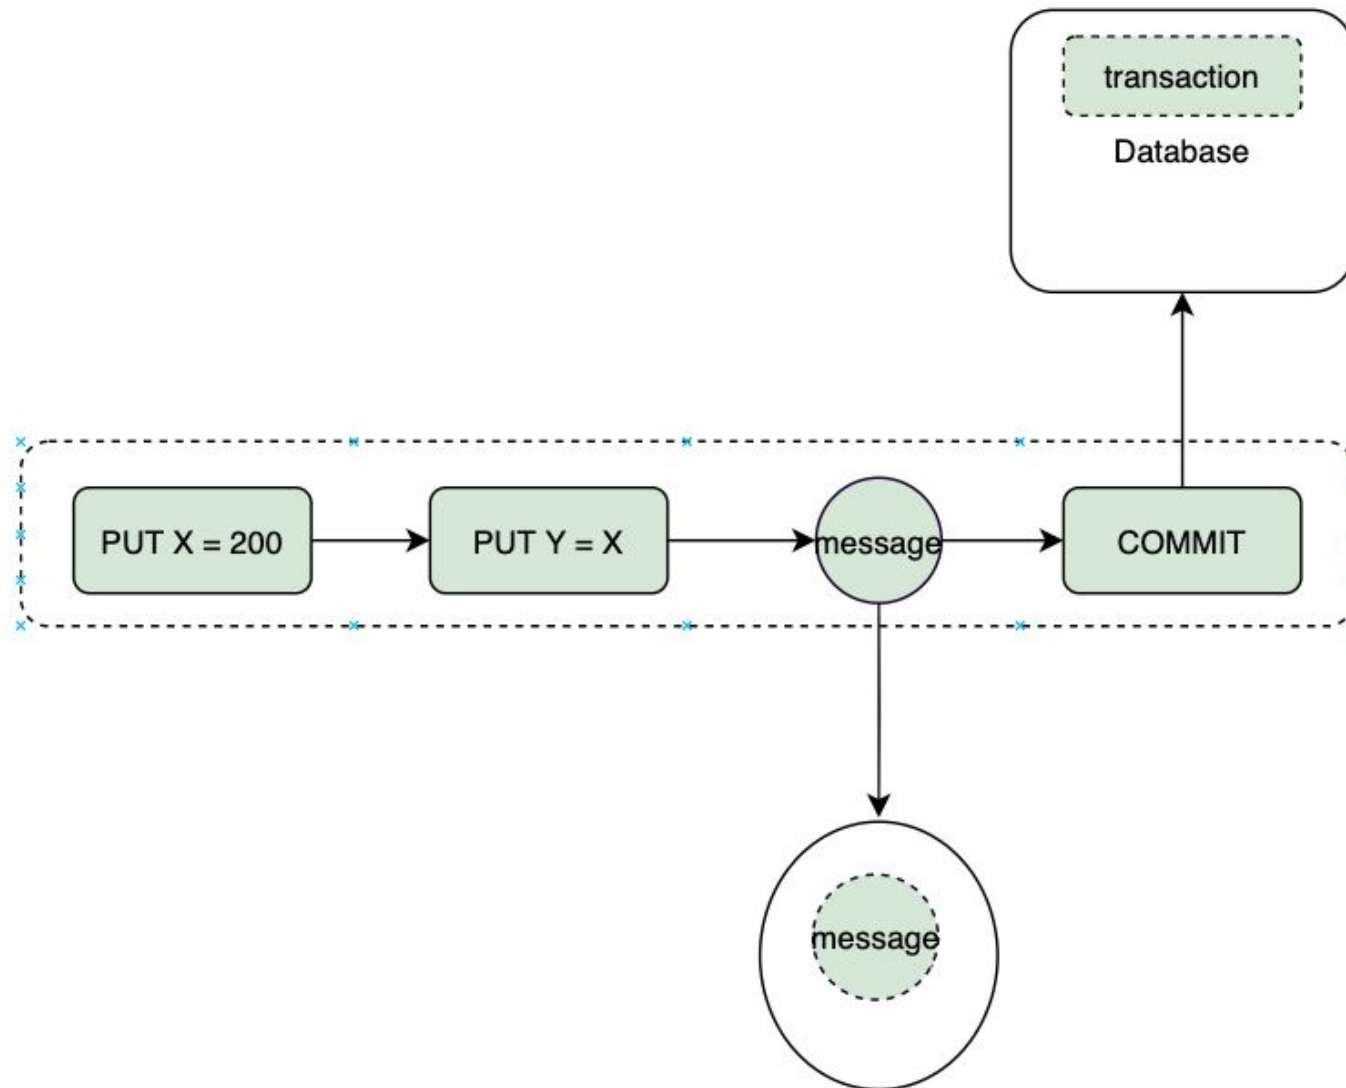 transaction
Database
PUT X = 200
PUT Y = X
message
COMMIT
message